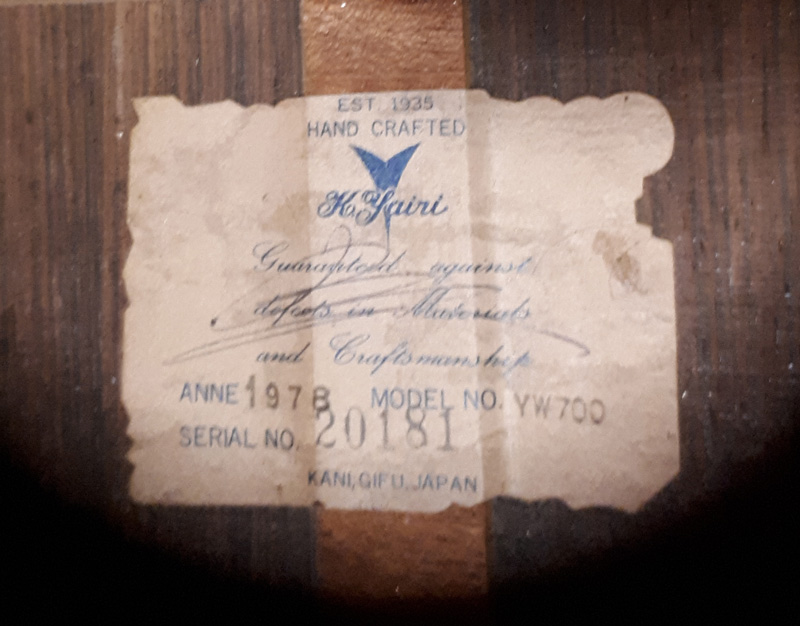 EST. 1935
HAND CRAFTED
K.Yairi
Guaranteed against
defects in Materials
and Craftsmanship
ANNE 1978 MODEL NO. YW700
SERIAL NO. 20181
KANI, GIFU, JAPAN